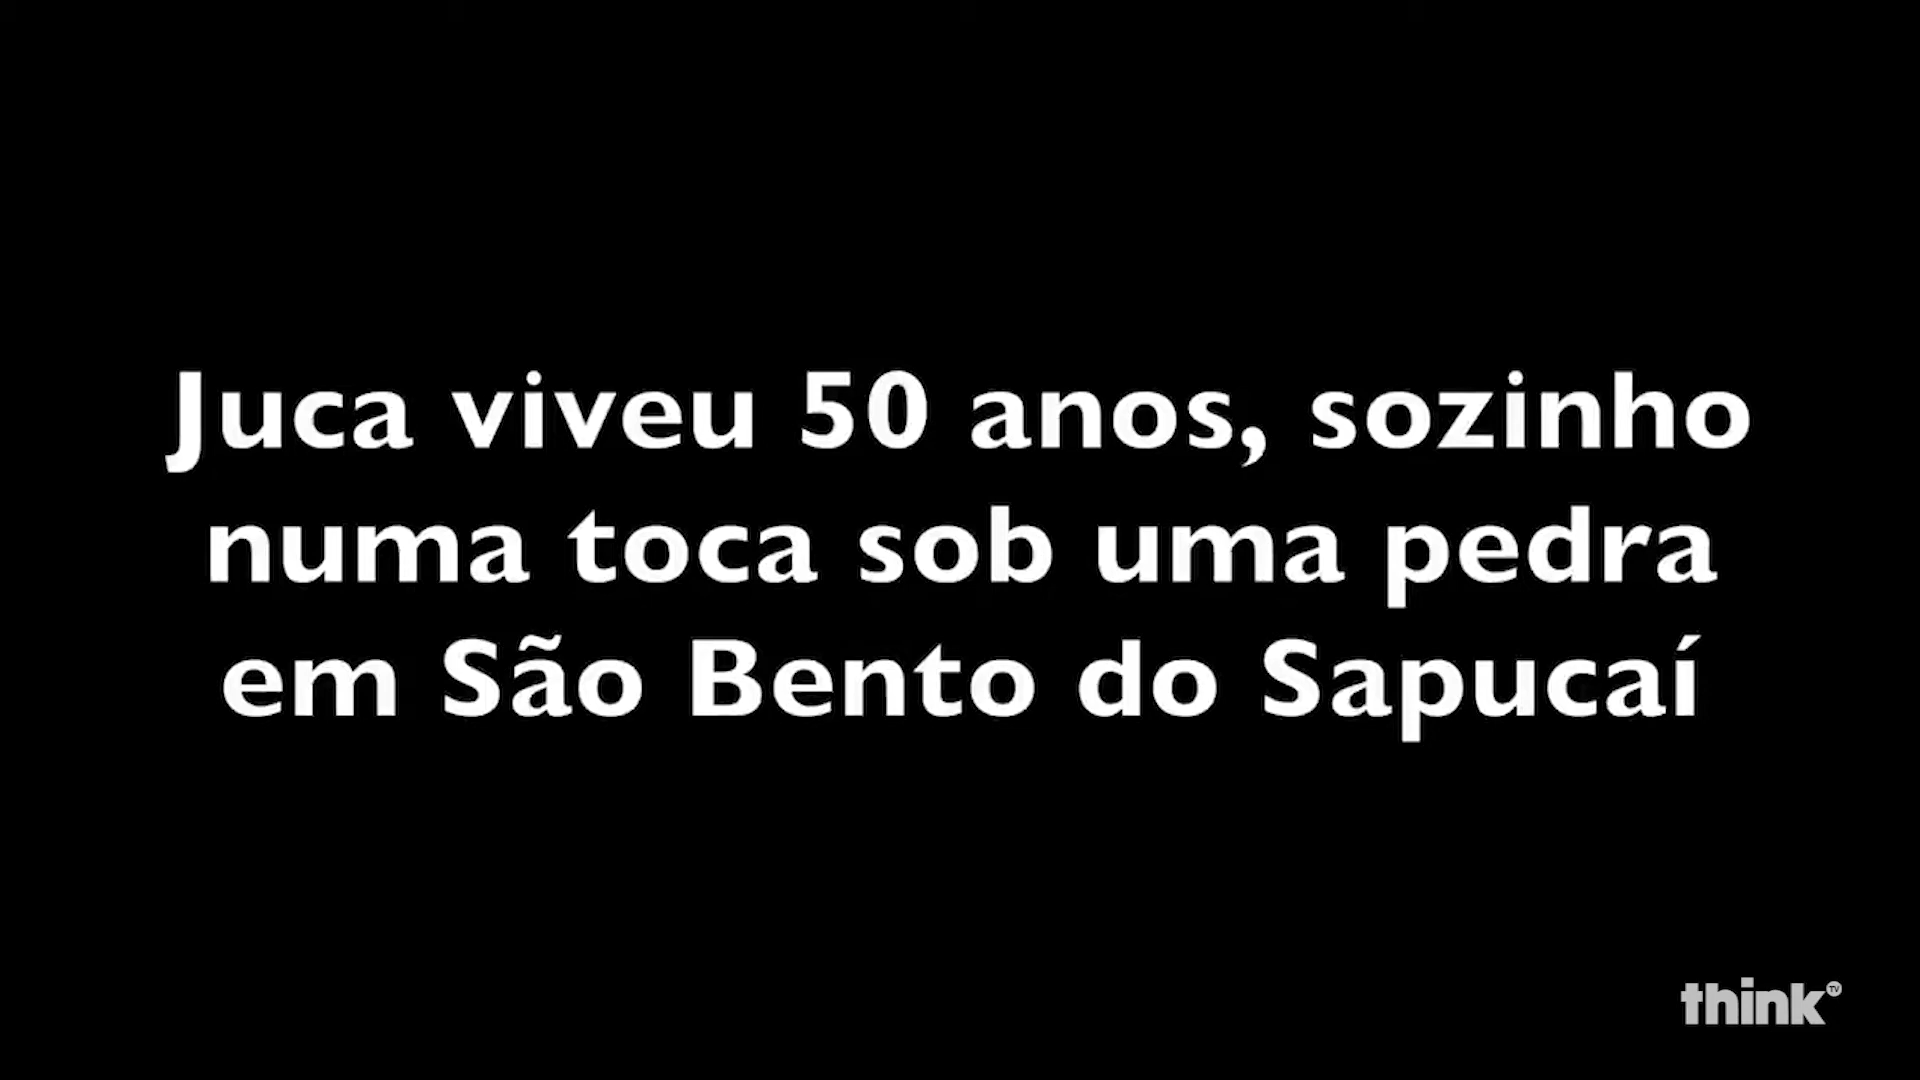 Juca viveu 50 anos, sozinho
numa toca sob uma pedra
em São Bento do Sapucaí
think TV